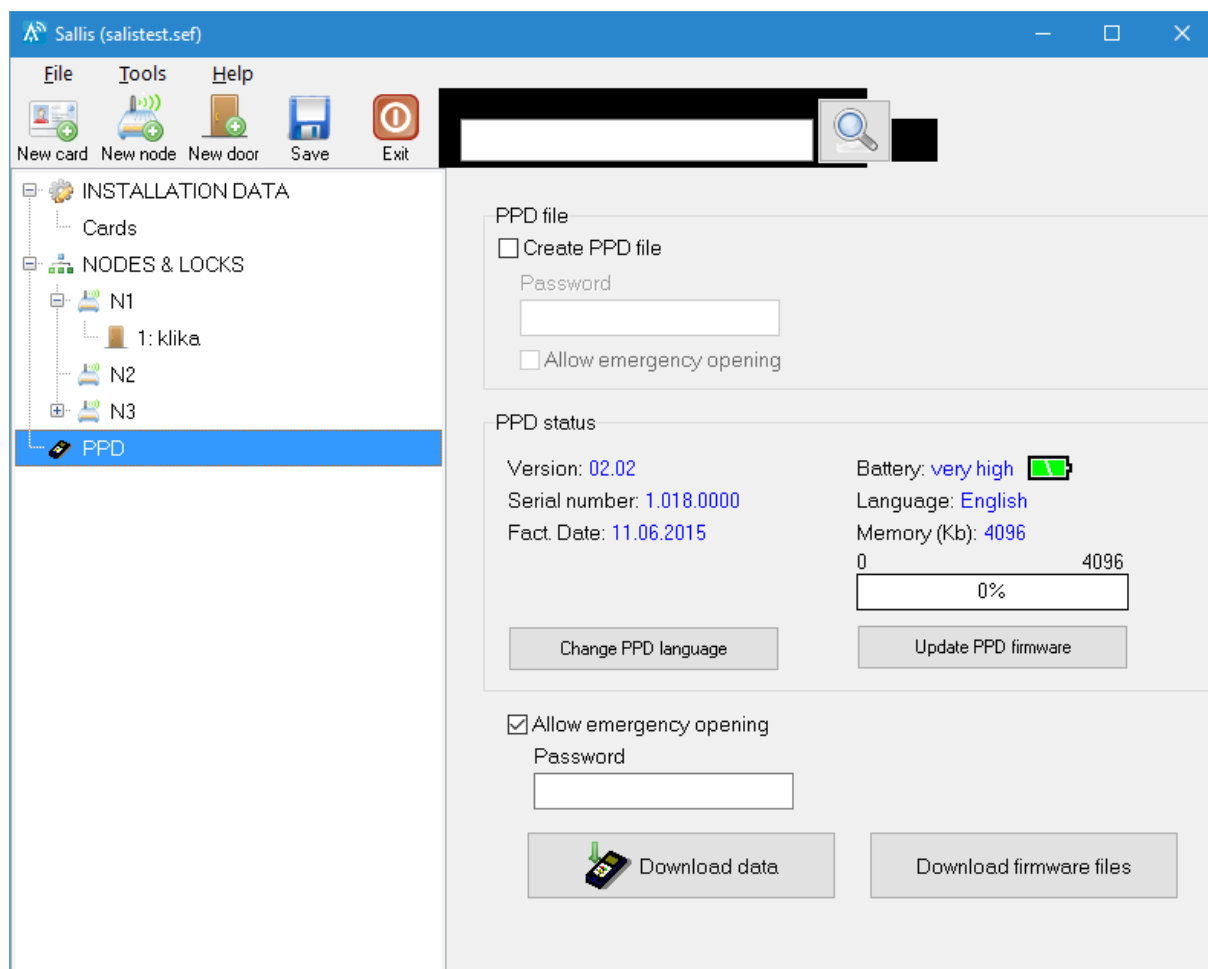 Sallis (salistest.sef)
File Tools Help
New card New node New door Save Exit
INSTALLATION DATA
Cards
NODES & LOCKS
N1
1: klika
N2
N3
PPD
PPD file
Create PPD file
Password
Allow emergency opening
PPD status
Version: 02.02
Serial number: 1.018.0000
Fact. Date: 11.06.2015
Battery: very high
Language: English
Memory (Kb): 4096
0 4096
0%
Change PPD language
Update PPD firmware
Allow emergency opening
Password
Download data
Download firmware files